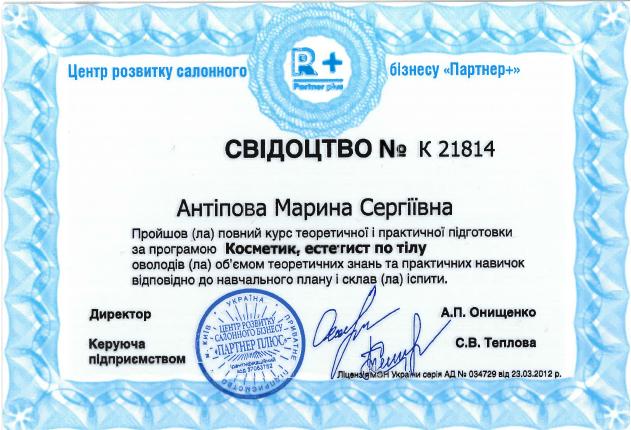 R+
Partner plus
Центр розвитку салонного бізнесу «Партнер+»
СВІДОЦТВО № К 21814
Антіпова Марина Сергіївна
Пройшов (ла) повний курс теоретичної і практичної підготовки
за програмою Косметик, естетист по тілу
оволодів (ла) об’ємом теоретичних знань та практичних навичок
відповідно до навчального плану і склав (ла) іспити.
Директор
А.П. Онищенко
Керуюча
підприємством
С.В. Теплова
УКРАЇНА
м. КИЇВ
ПРИВАТНЕ
ПІДПРИЄМСТВО
ЦЕНТР РОЗВИТКУ
САЛОННОГО БІЗНЕСУ
"ПАРТНЕР ПЛЮС"
Ідентифікаційний
код 37063752
Ліцензія МОН України серія АД № 034729 від 23.03.2012 р.